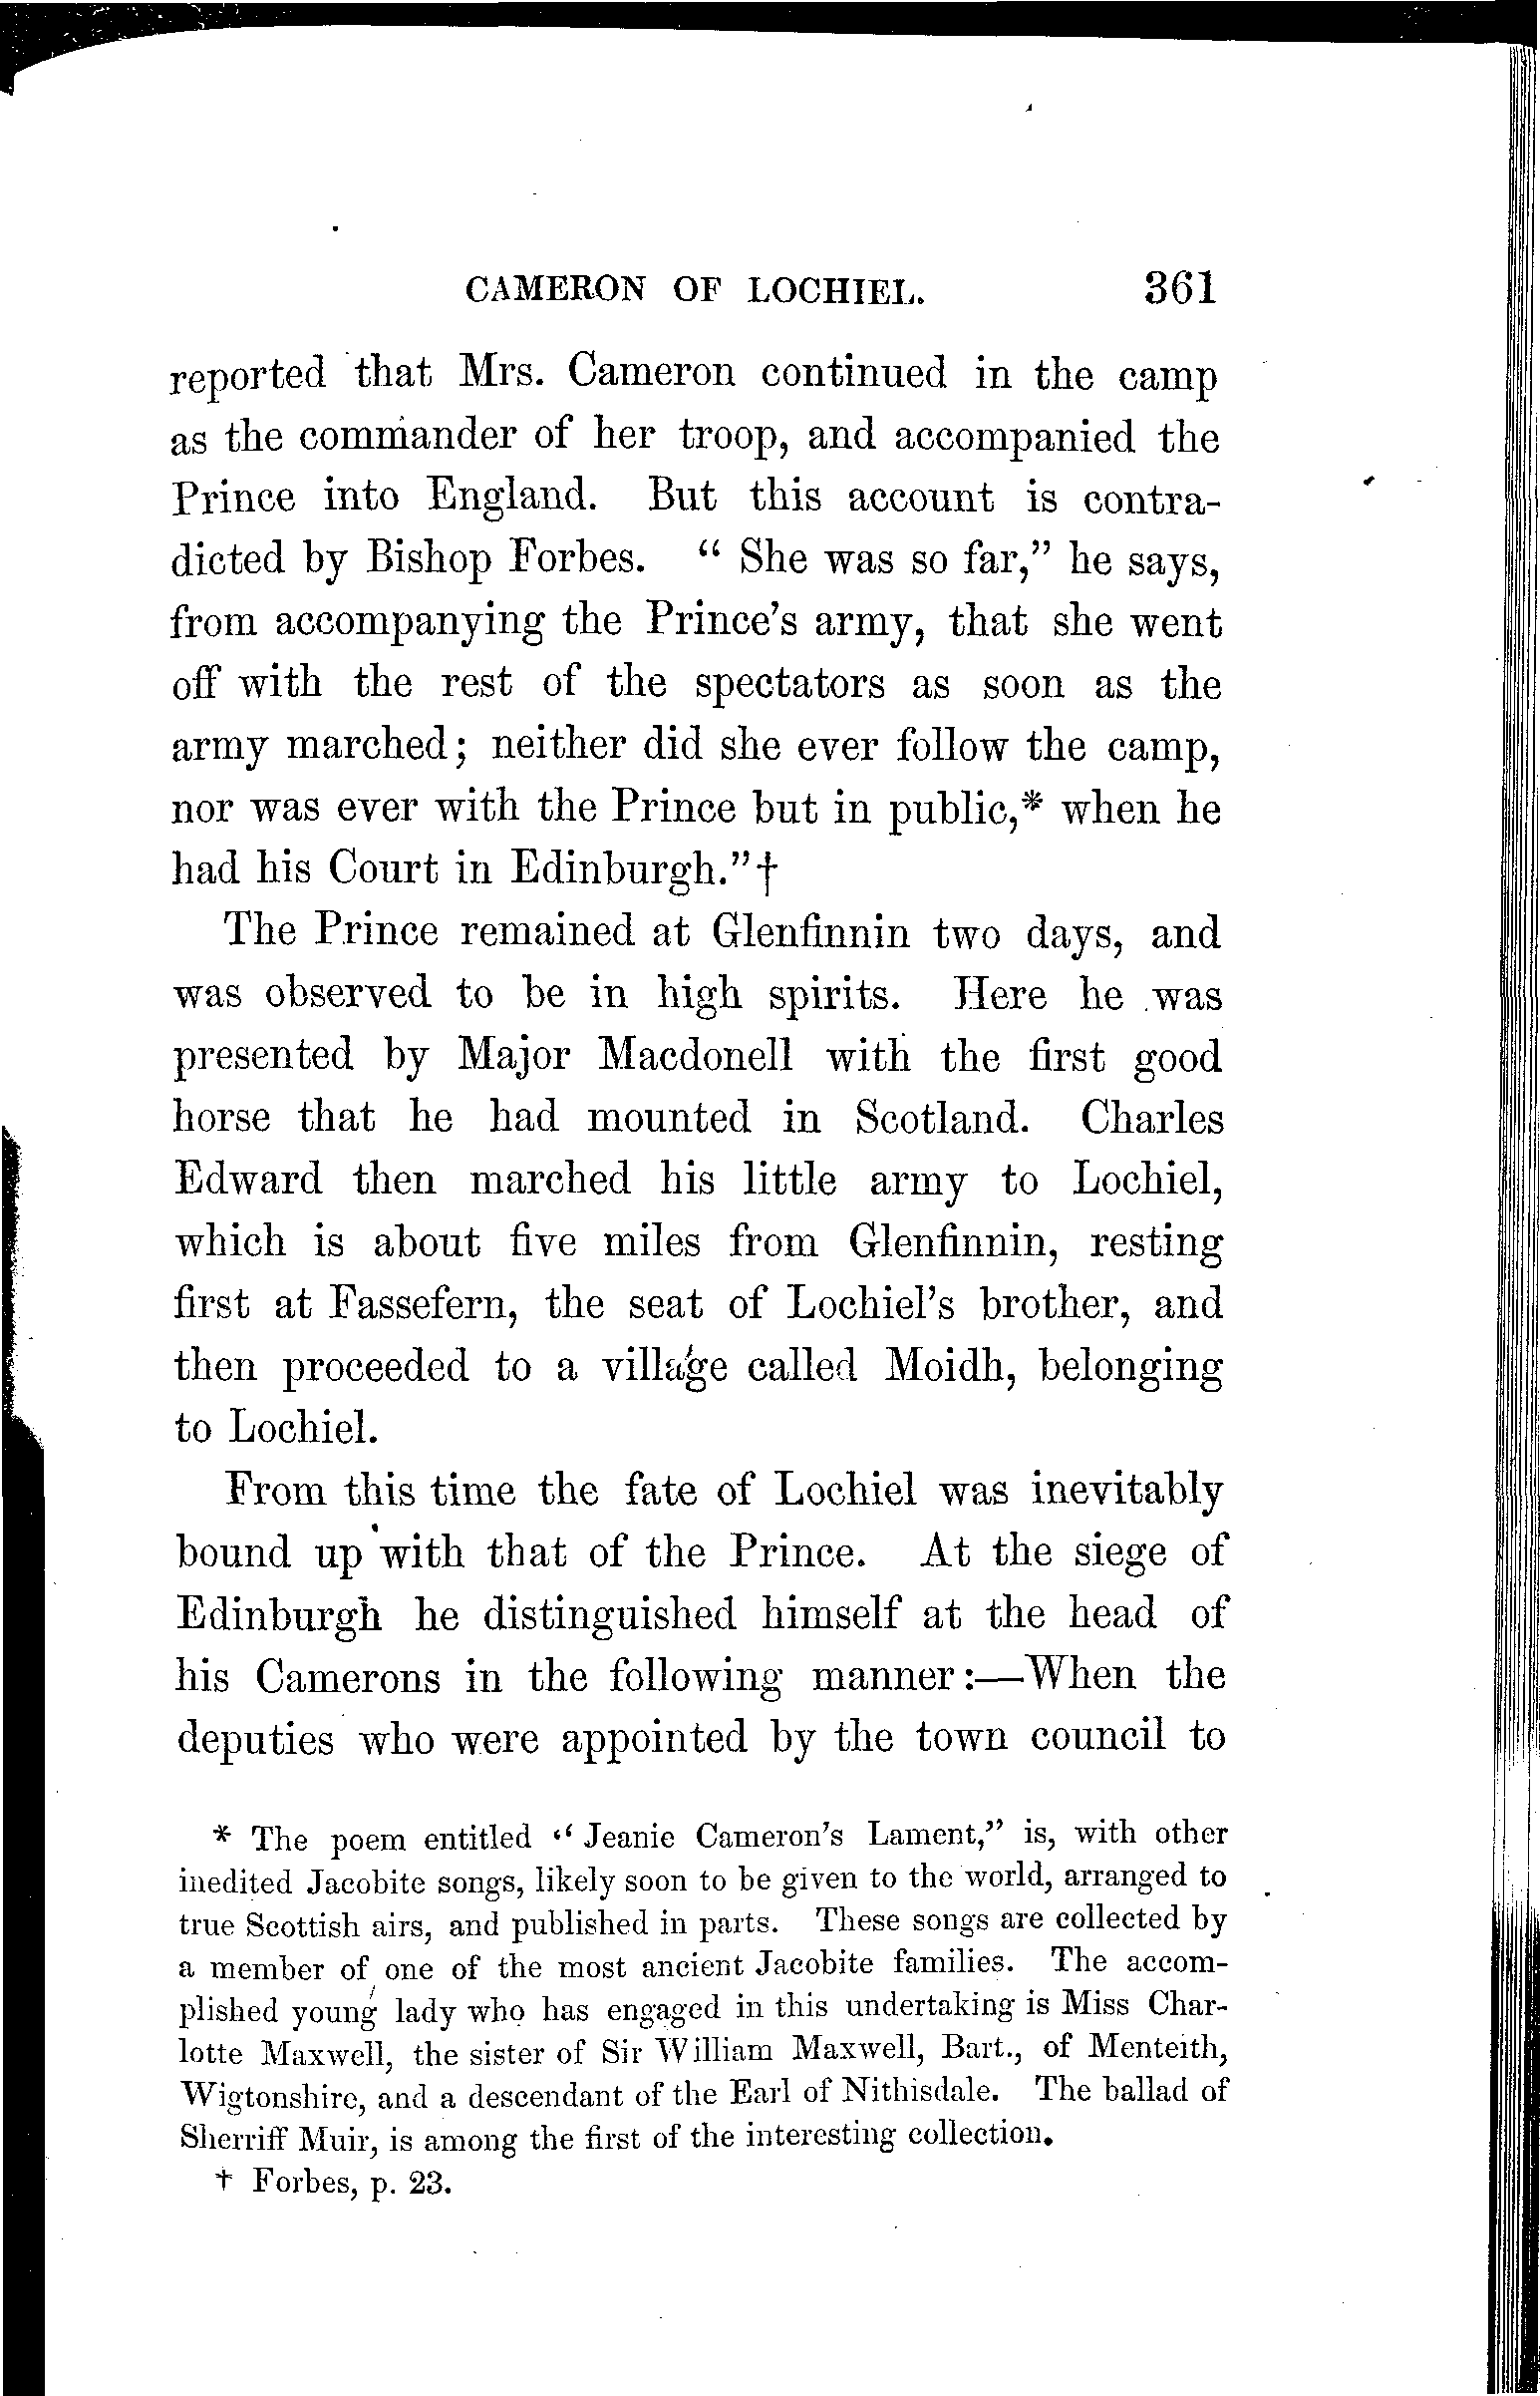 CAMERON OF LOCHIEL. 361
reported that Mrs. Cameron continued in the camp
as the commander of her troop, and accompanied the
Prince into England. But this account is contra-
dicted by Bishop Forbes. “ She was so far,” he says,
from accompanying the Prince’s army, that she went
off with the rest of the spectators as soon as the
army marched; neither did she ever follow the camp,
nor was ever with the Prince but in public,* when he
had his Court in Edinburgh.”†
The Prince remained at Glenfinnin two days, and
was observed to be in high spirits. Here he was
presented by Major Macdonell with the first good
horse that he had mounted in Scotland. Charles
Edward then marched his little army to Lochiel,
which is about five miles from Glenfinnin, resting
first at Fassefern, the seat of Lochiel’s brother, and
then proceeded to a village called Moidh, belonging
to Lochiel.
From this time the fate of Lochiel was inevitably
bound up with that of the Prince. At the siege of
Edinburgh he distinguished himself at the head of
his Camerons in the following manner:—When the
deputies who were appointed by the town council to
* The poem entitled “ Jeanie Cameron’s Lament,” is, with other
inedited Jacobite songs, likely soon to be given to the world, arranged to
true Scottish airs, and published in parts. These songs are collected by
a member of one of the most ancient Jacobite families. The accom-
plished young lady who has engaged in this undertaking is Miss Char-
lotte Maxwell, the sister of Sir William Maxwell, Bart., of Menteith,
Wigtonshire, and a descendant of the Earl of Nithisdale. The ballad of
Sherriff Muir, is among the first of the interesting collection.
† Forbes, p. 23.